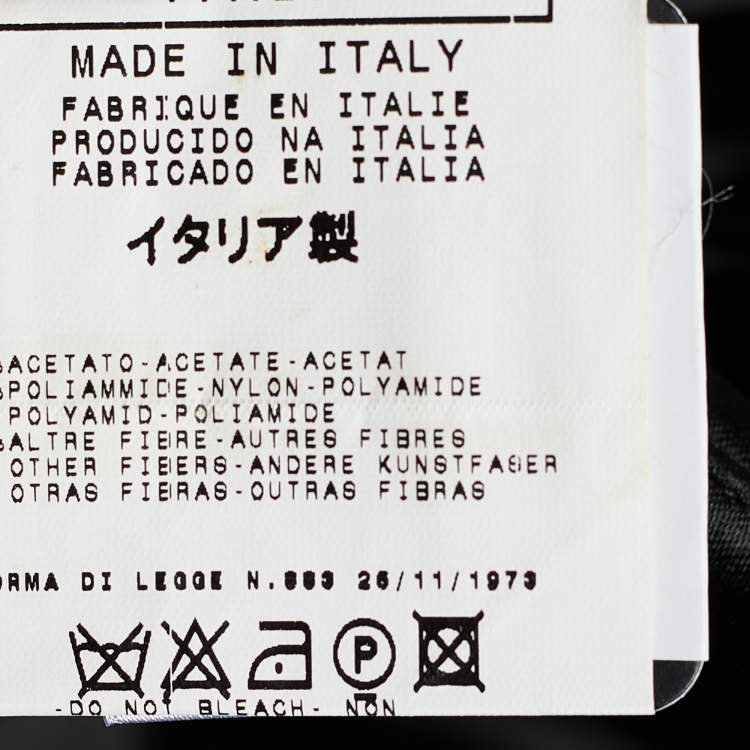 MADE IN ITALY
FABRIQUE EN ITALIE
PRODUCIDO NA ITALIA
FABRICADO EN ITALIA
イタリア製
ACETATO-ACETATE-ACETAT
POLIAMMIDE-NYLON-POLYAMIDE
POLYAMID-POLIAMIDE
ALTRE FIBRE-AUTRES FIBRES
OTHER FIBERS-ANDERE KUNSTFASER
OTRAS FIBRAS-OUTRAS FIBRAS
DI LEGGE N.883 26/11/1973
P
-DO NOT BLEACH- NON